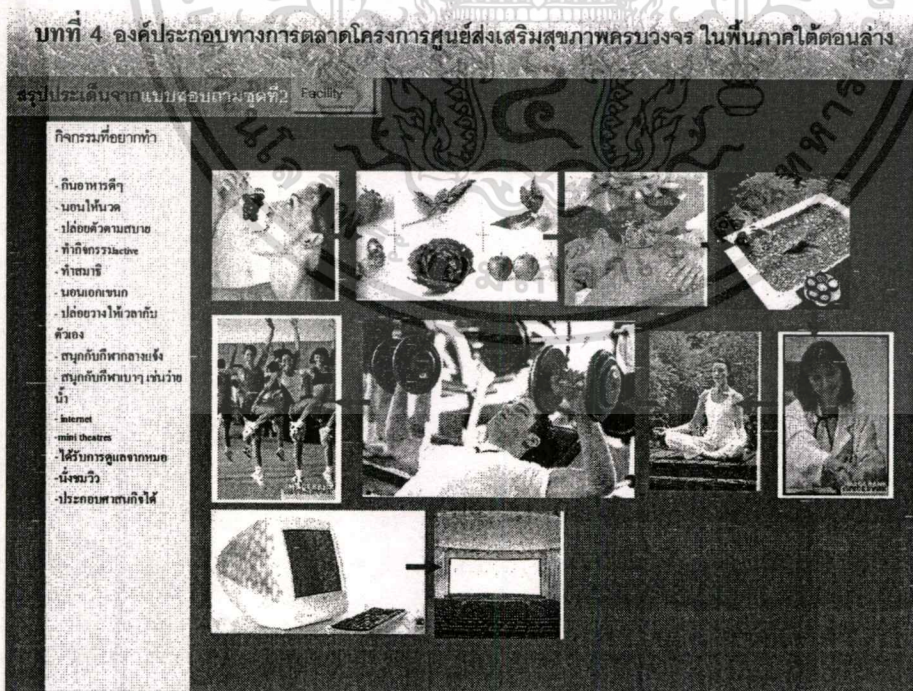 บทที่ 4 องค์ประกอบทางการตลาดโครงการศูนย์ส่งเสริมสุขภาพครบวงจร ในพื้นภาคใต้ตอนล่าง
สรุปประเด็นจากแบบสอบถามชุดที่2 Facility
กิจกรรมที่อยากทำ
- กินอาหารดีๆ
- นอนให้นวด
- ปล่อยตัวตามสบาย
- ทำกิจกรรมactive
- ทำสมาธิ
- นอนเอกเขนก
- ปล่อยวางให้เวลากับ
ตัวเอง
- สนุกกับกีฬากลางแจ้ง
- สนุกกับกีฬาเบาๆ เช่นว่าย
น้ำ
- internet
-mini theatres
-ได้รับการดูแลจากหมอ
-นั่งชมวิว
-ประกอบศาสนกิจได้